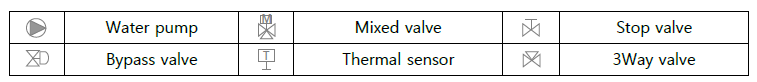 Water pump M Mixed valve Stop valve
Bypass valve T Thermal sensor 3Way valve